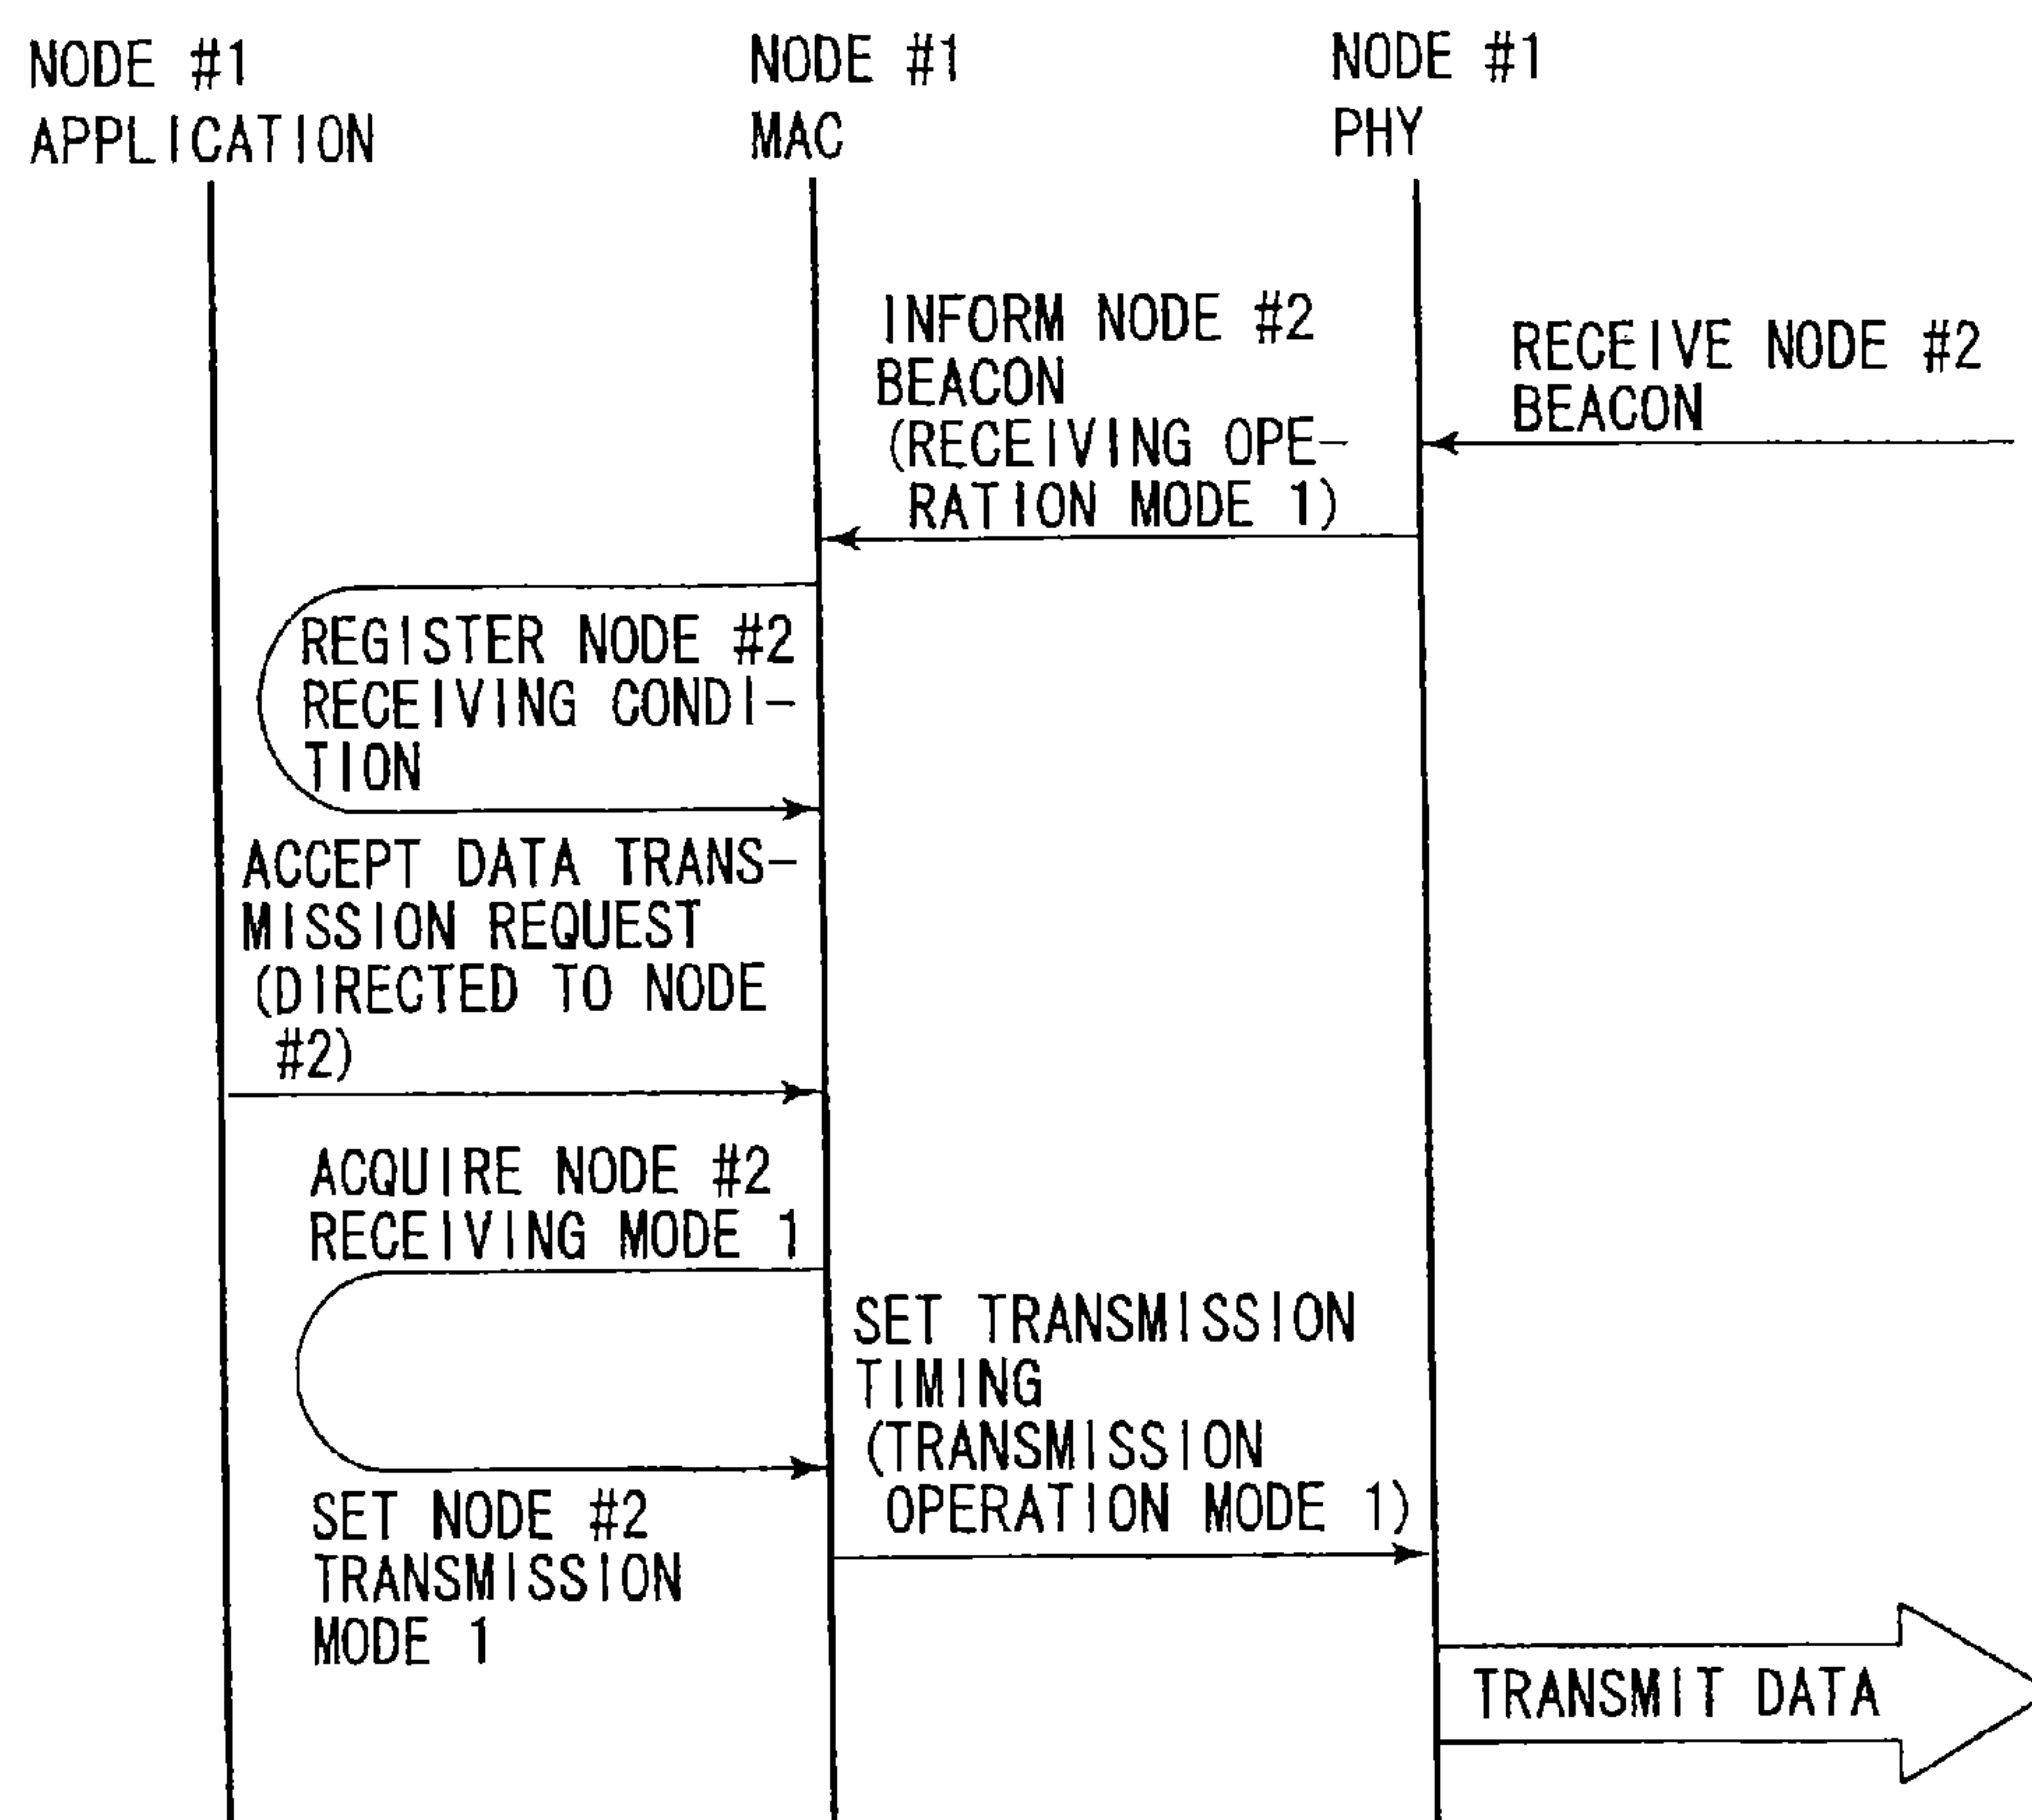 NODE #1
APPLICATION
NODE #1
MAC
NODE #1
PHY
INFORM NODE #2
BEACON
(RECEIVING OPE-
RATION MODE 1)
RECEIVE NODE #2
BEACON
REGISTER NODE #2
RECEIVING CONDI-
TION
ACCEPT DATA TRANS-
MISSION REQUEST
(DIRECTED TO NODE
#2)
ACQUIRE NODE #2
RECEIVING MODE 1
SET TRANSMISSION
TIMING
(TRANSMISSION
OPERATION MODE 1)
SET NODE #2
TRANSMISSION
MODE 1
TRANSMIT DATA